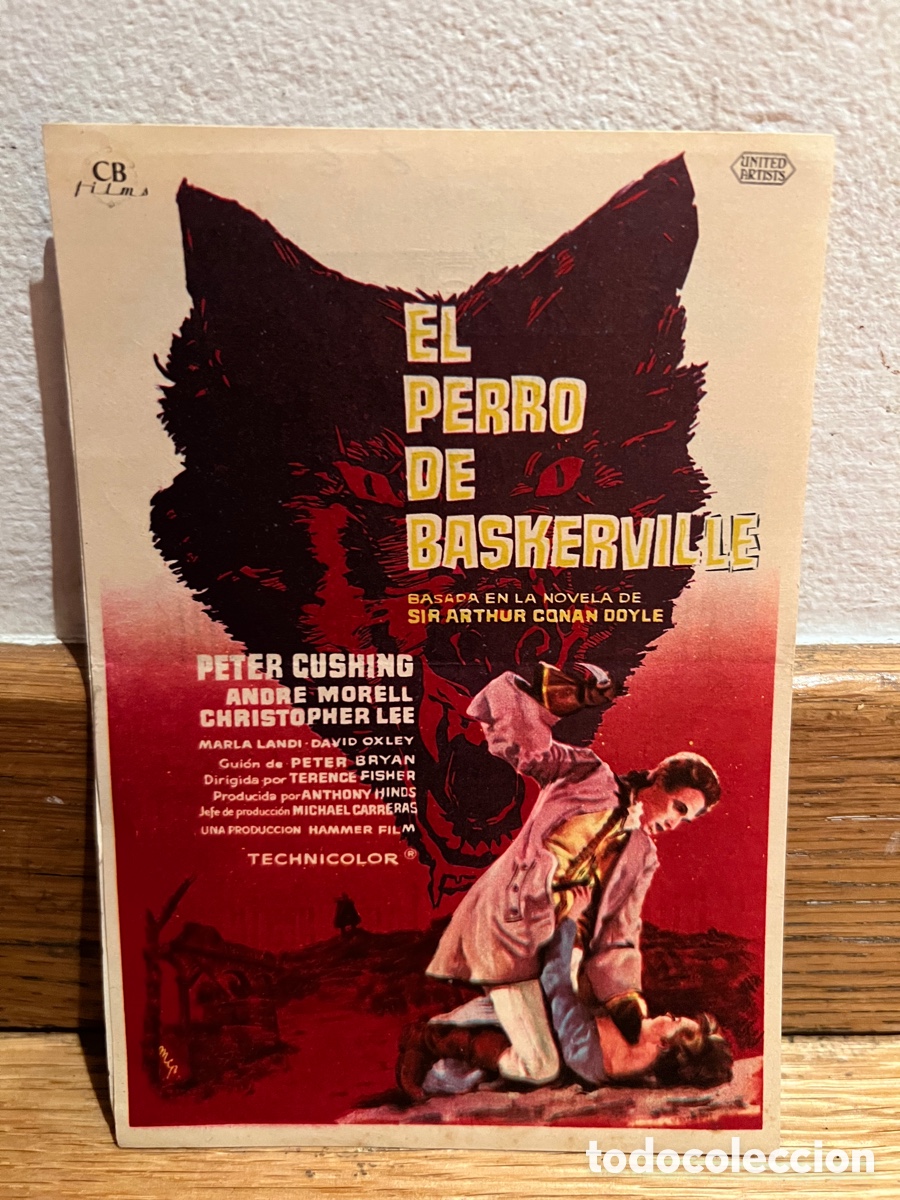 CB
films
UNITED
ARTISTS
EL
PERRO
DE
BASKERVILLE
BASADA EN LA NOVELA DE
SIR ARTHUR CONAN DOYLE
PETER CUSHING
ANDRE MORELL
CHRISTOPHER LEE
MARLA LANDI · DAVID OXLEY
Guión de PETER BRYAN
Dirigida por TERENCE FISHER
Producida por ANTHONY HINDS
Jefe de producción MICHAEL CARRERAS
UNA PRODUCCION HAMMER FILM
TECHNICOLOR ®
mcp
todocoleccion